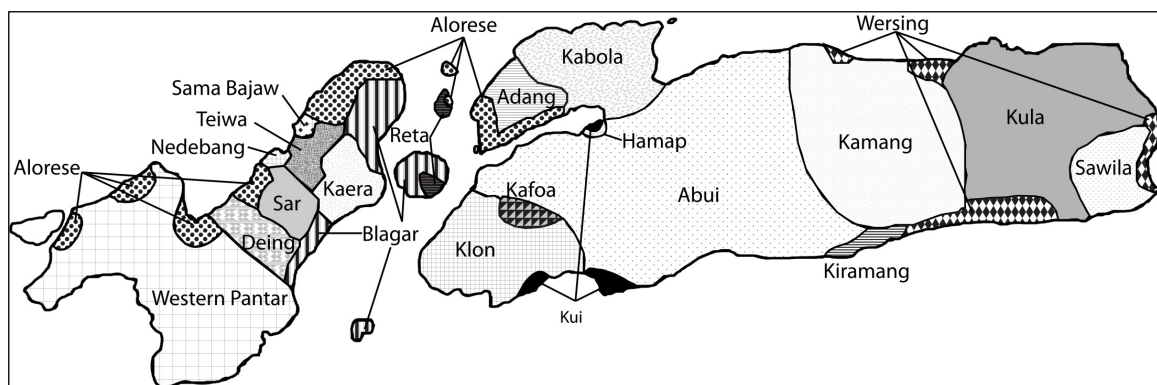 Alorese
Wersing
Kabola
Sama Bajaw
Adang
Teiwa
Reta
Kula
Nedebang
Hamap
Kamang
Alorese
Kaera
Sawila
Kafoa
Abui
Sar
Deing
Blagar
Klon
Kiramang
Western Pantar
Kui